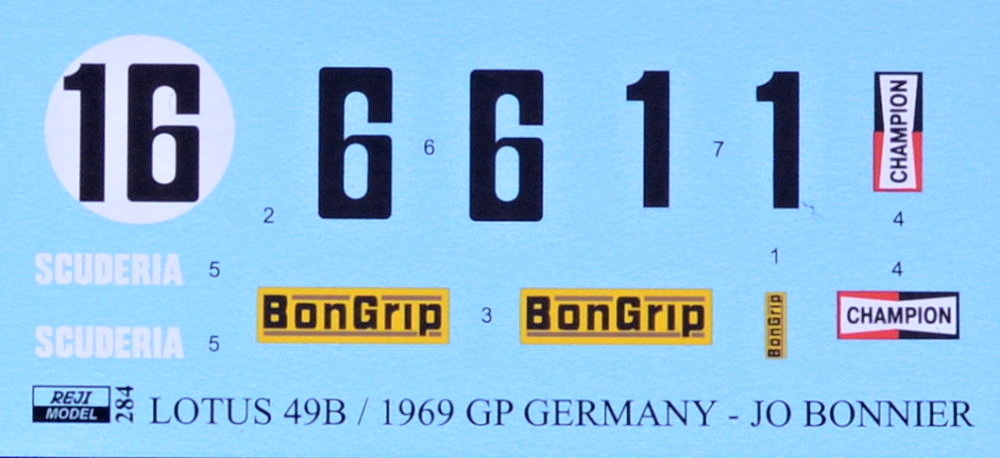 16
6
6
6
1
7
1
CHAMPION
2
4
SCUDERIA 5
1
4
BonGrip
3
BonGrip
BonGrip
CHAMPION
SCUDERIA 5
REJI
MODEL
284
LOTUS 49B / 1969 GP GERMANY - JO BONNIER